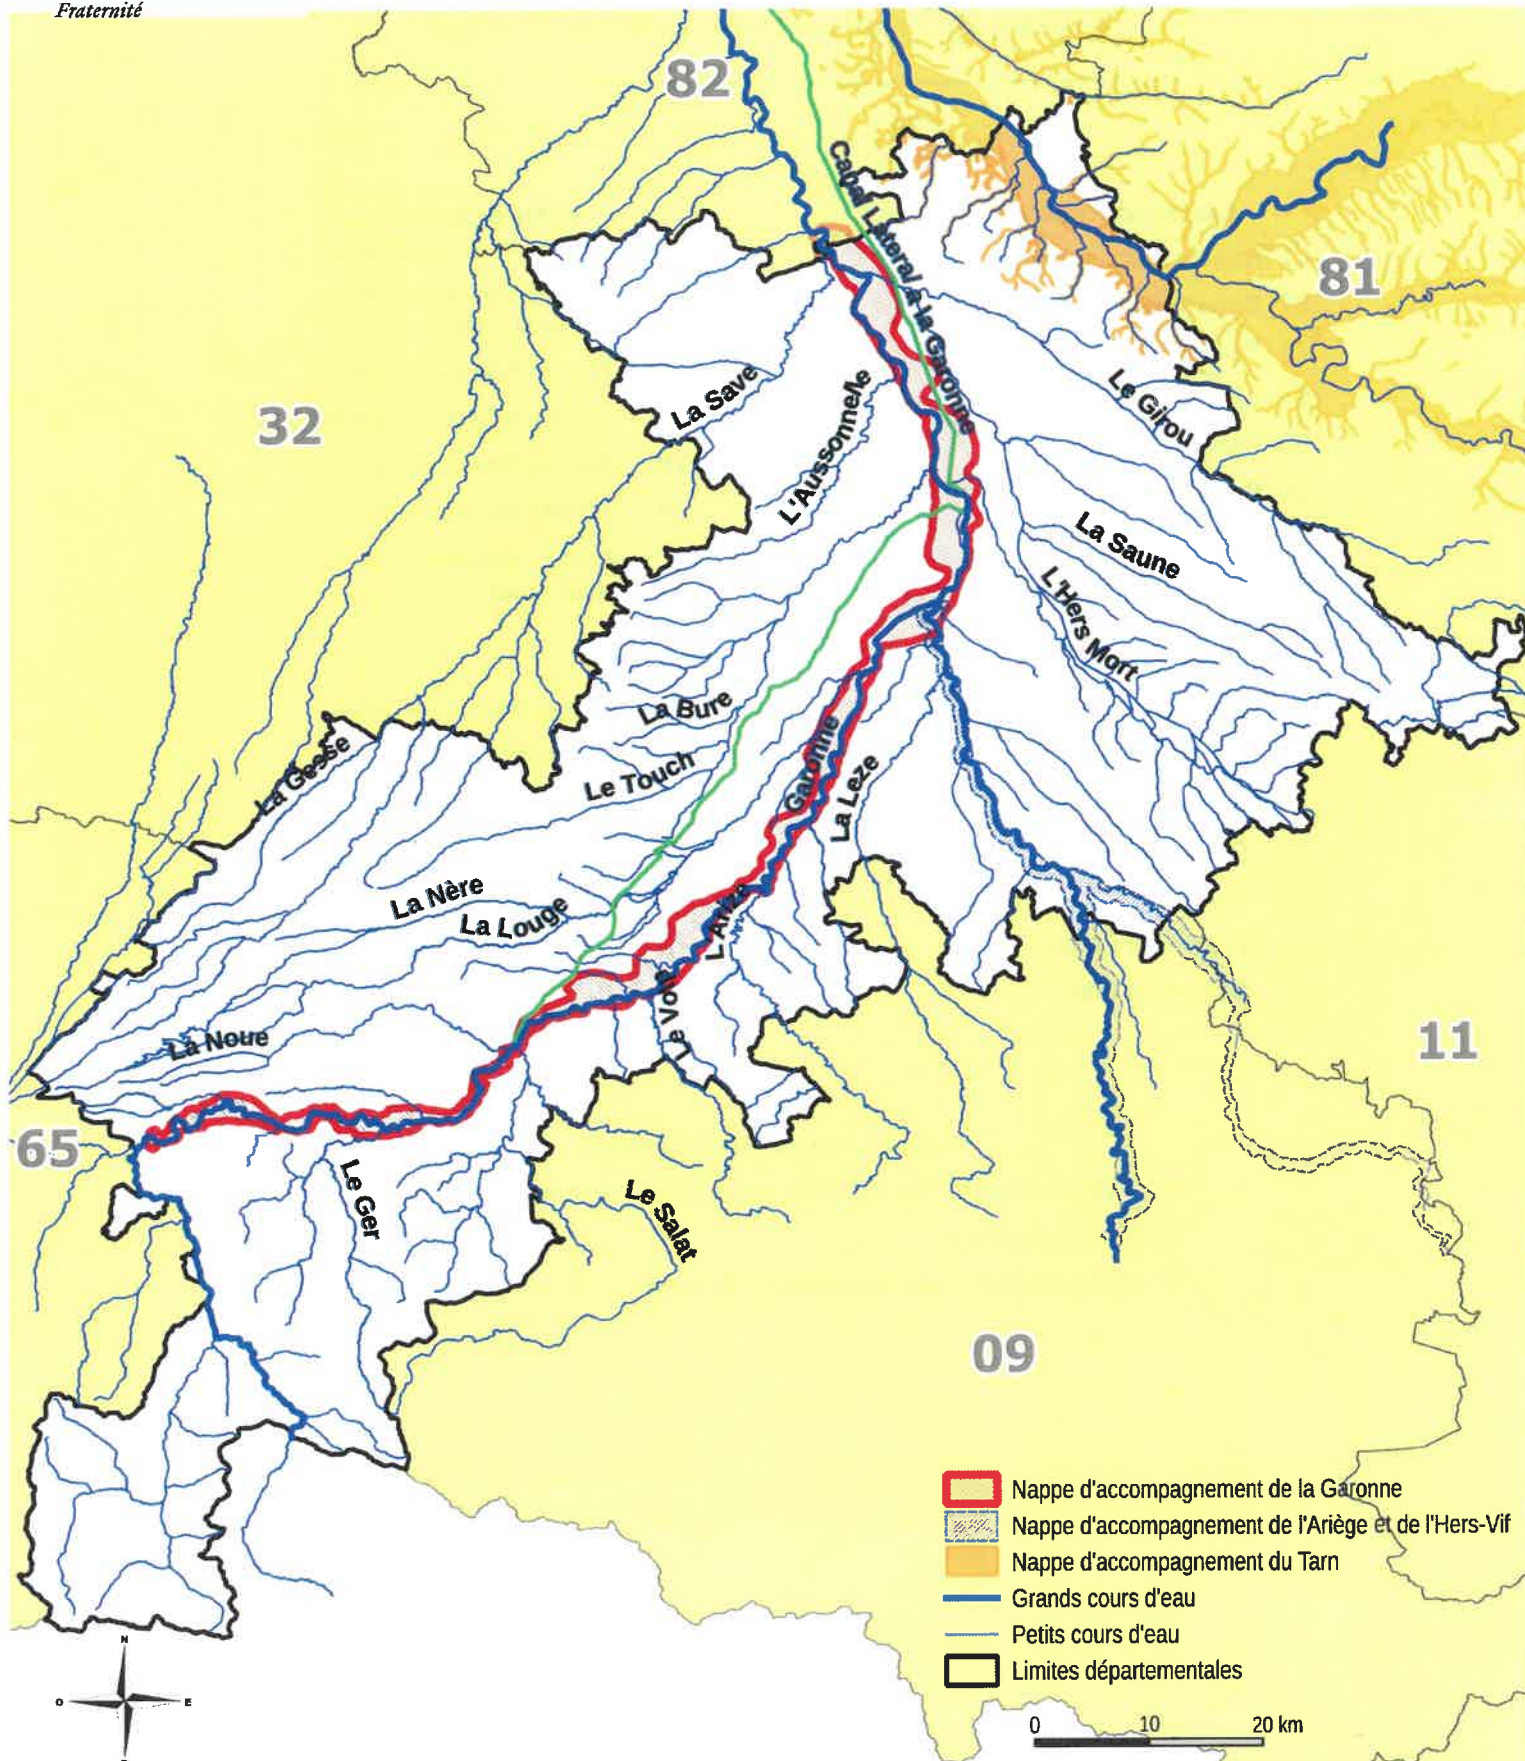 Fraternité
82
Canal Latéral à la Garonne
81
La Save
Le Girou
32
L'Aussonnelle
La Saune
L'Hers Mort
La Bure
La Gesse
Le Touch
Garonne
La Leze
La Nère
La Louge
L'Arize
Le Volp
La Noue
11
65
Le Ger
Le Salat
09
Nappe d'accompagnement de la Garonne
Nappe d'accompagnement de l'Ariège et de l'Hers-Vif
Nappe d'accompagnement du Tarn
Grands cours d'eau
Petits cours d'eau
Limites départementales
N
O E
0 10 20 km